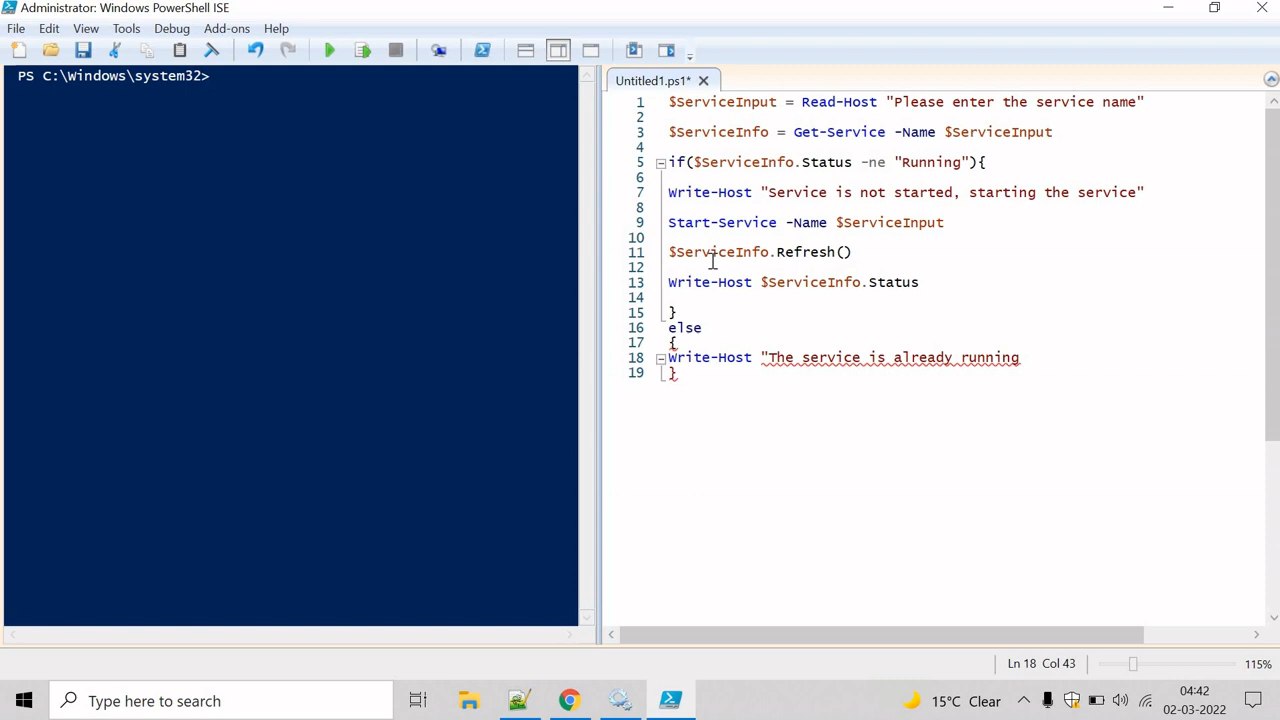 Administrator: Windows PowerShell ISE
File Edit View Tools Debug Add-ons Help
PS C:\Windows\system32>
Untitled1.ps1*
1 $ServiceInput = Read-Host "Please enter the service name"
2
3 $ServiceInfo = Get-Service -Name $ServiceInput
4
5 if($ServiceInfo.Status -ne "Running"){
6
7 Write-Host "Service is not started, starting the service"
8
9 Start-Service -Name $ServiceInput
10
11 $ServiceInfo.Refresh()
12
13 Write-Host $ServiceInfo.Status
14
15 }
16 else
17 {
18 Write-Host "The service is already running
19 }
Ln 18 Col 43
115%
Type here to search
15°C Clear
04:42
02-03-2022